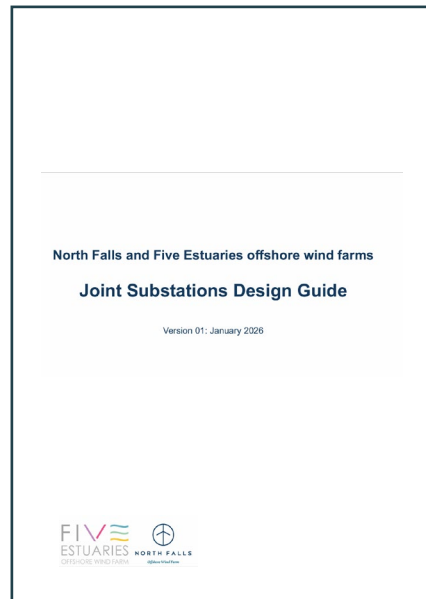 North Falls and Five Estuaries offshore wind farms
Joint Substations Design Guide
Version 01: January 2026
FIVE
ESTUARIES
OFFSHORE WIND FARM
NORTH FALLS
Offshore Wind Farm